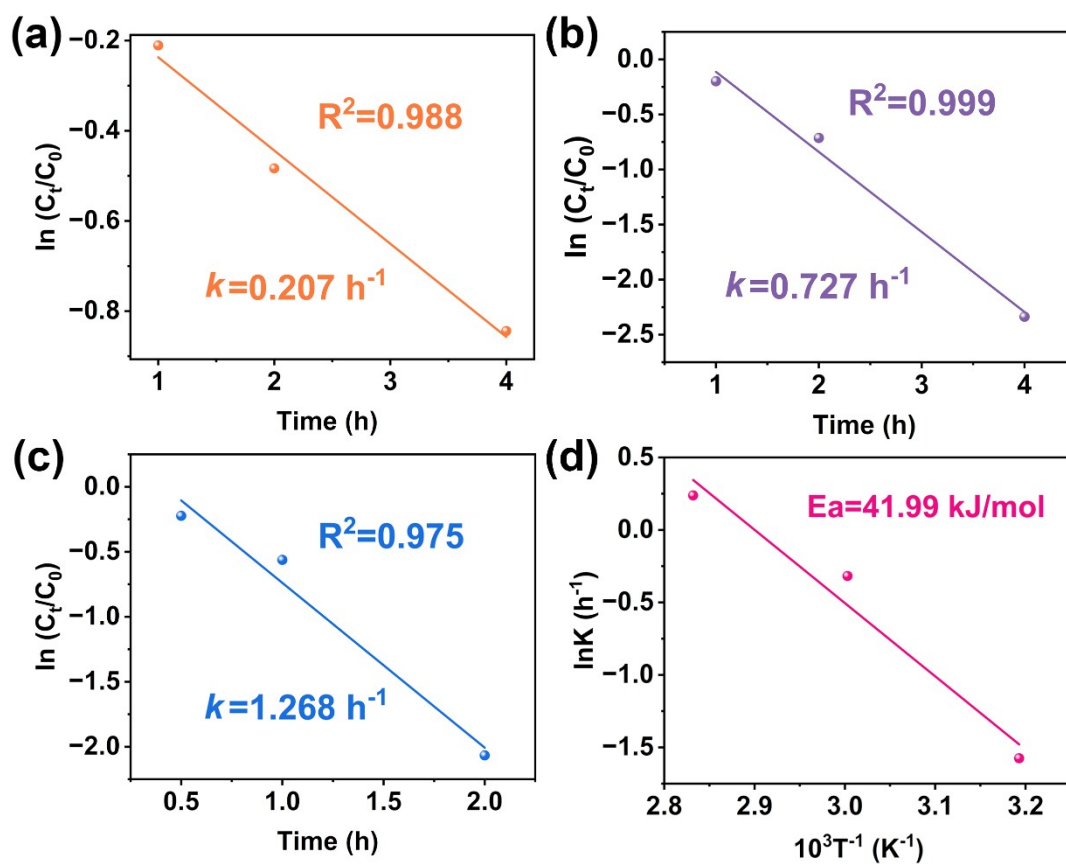 (a)
−0.2
−0.4
−0.6
−0.8
ln (Cₜ/C₀)
R²=0.988
k=0.207 h⁻¹
1 2 3 4
Time (h)
(b)
0.0
−0.5
−1.0
−1.5
−2.0
−2.5
ln (Cₜ/C₀)
R²=0.999
k=0.727 h⁻¹
1 2 3 4
Time (h)
(c)
0.0
−0.5
−1.0
−1.5
−2.0
ln (Cₜ/C₀)
R²=0.975
k=1.268 h⁻¹
0.5 1.0 1.5 2.0
Time (h)
(d)
0.5
0.0
−0.5
−1.0
−1.5
lnK (h⁻¹)
Ea=41.99 kJ/mol
2.8 2.9 3.0 3.1 3.2
10³T⁻¹ (K⁻¹)